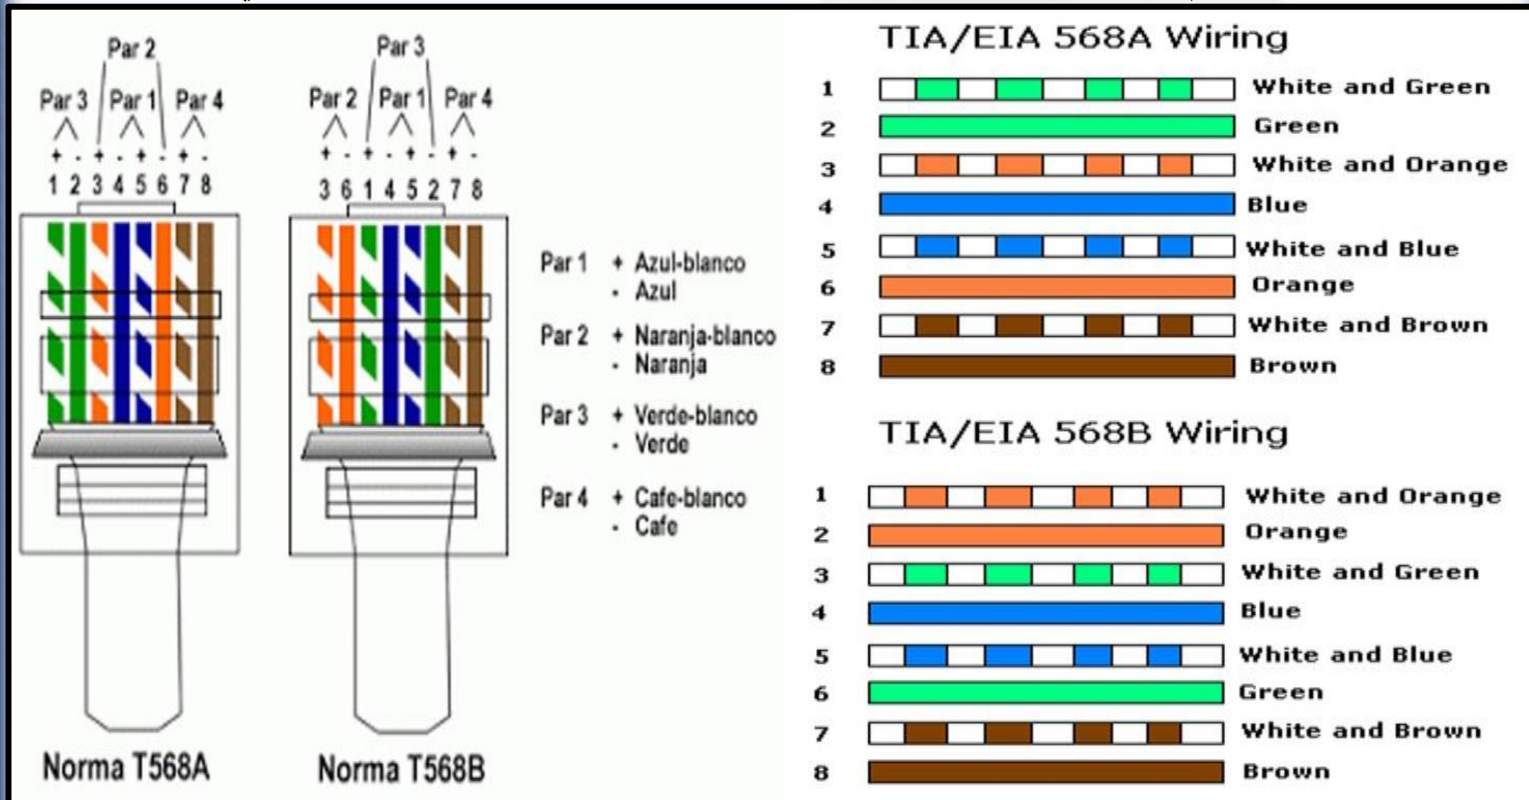 Par 2
Par 3 Par 1 Par 4
+ - + - + - + -
1 2 3 4 5 6 7 8
Norma T568A
Par 3
Par 2 Par 1 Par 4
+ - + - + - + -
3 6 1 4 5 2 7 8
Norma T568B
Par 1 + Azul-blanco
- Azul
Par 2 + Naranja-blanco
- Naranja
Par 3 + Verde-blanco
- Verde
Par 4 + Cafe-blanco
- Cafe
TIA/EIA 568A Wiring
1 White and Green
2 Green
3 White and Orange
4 Blue
5 White and Blue
6 Orange
7 White and Brown
8 Brown
TIA/EIA 568B Wiring
1 White and Orange
2 Orange
3 White and Green
4 Blue
5 White and Blue
6 Green
7 White and Brown
8 Brown